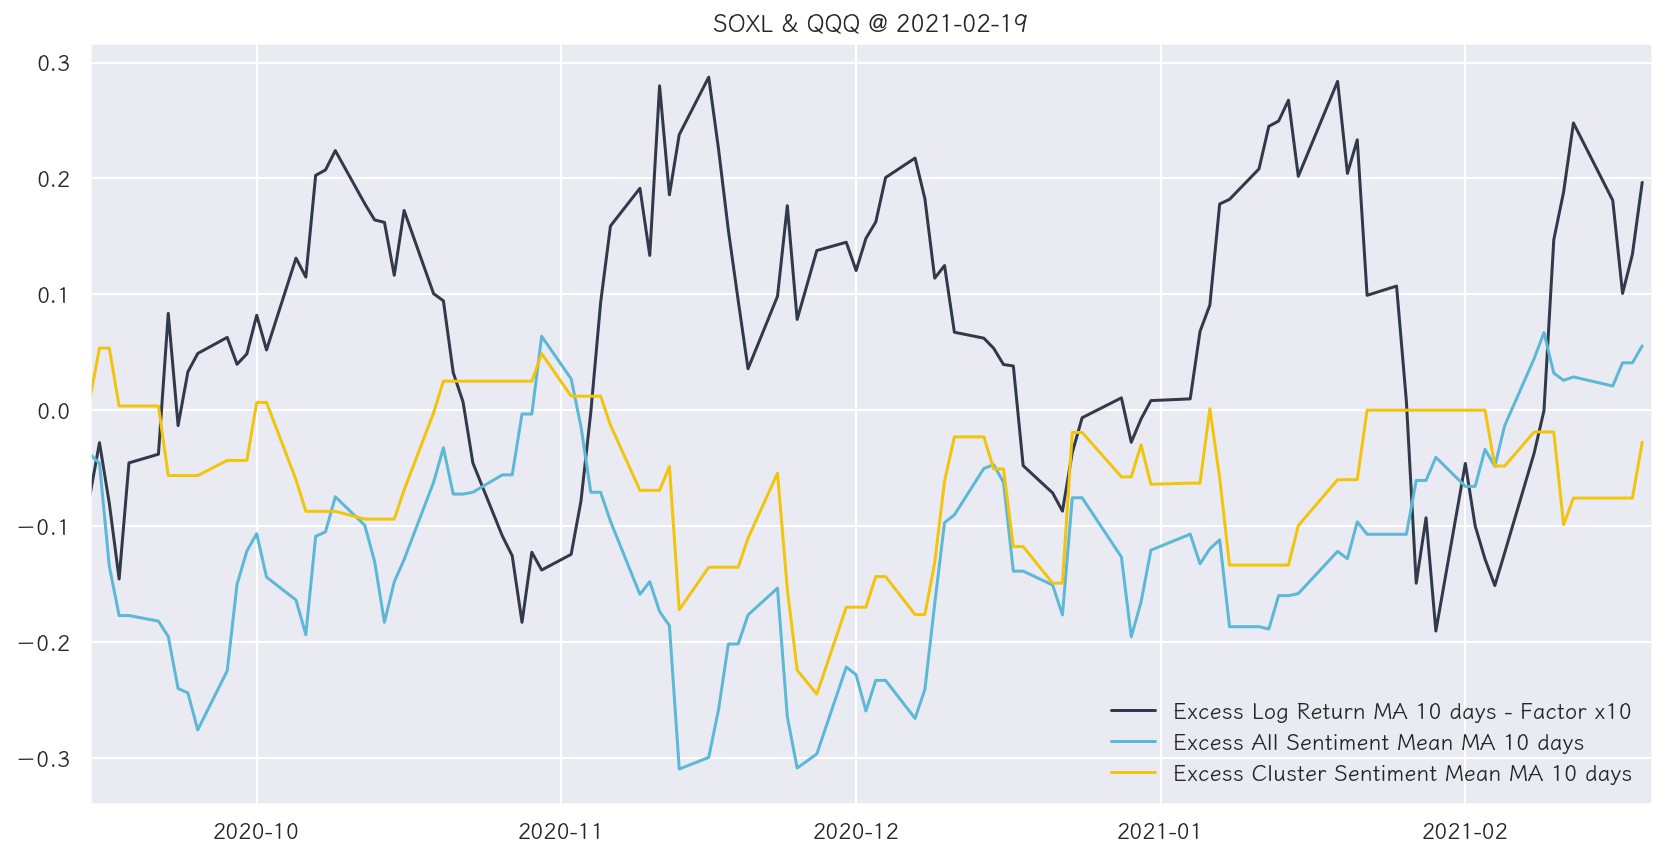 SOXL & QQQ @ 2021-02-19
0.3
0.2
0.1
0.0
−0.1
−0.2
−0.3
Excess Log Return MA 10 days - Factor x10
Excess All Sentiment Mean MA 10 days
Excess Cluster Sentiment Mean MA 10 days
2020-10 2020-11 2020-12 2021-01 2021-02